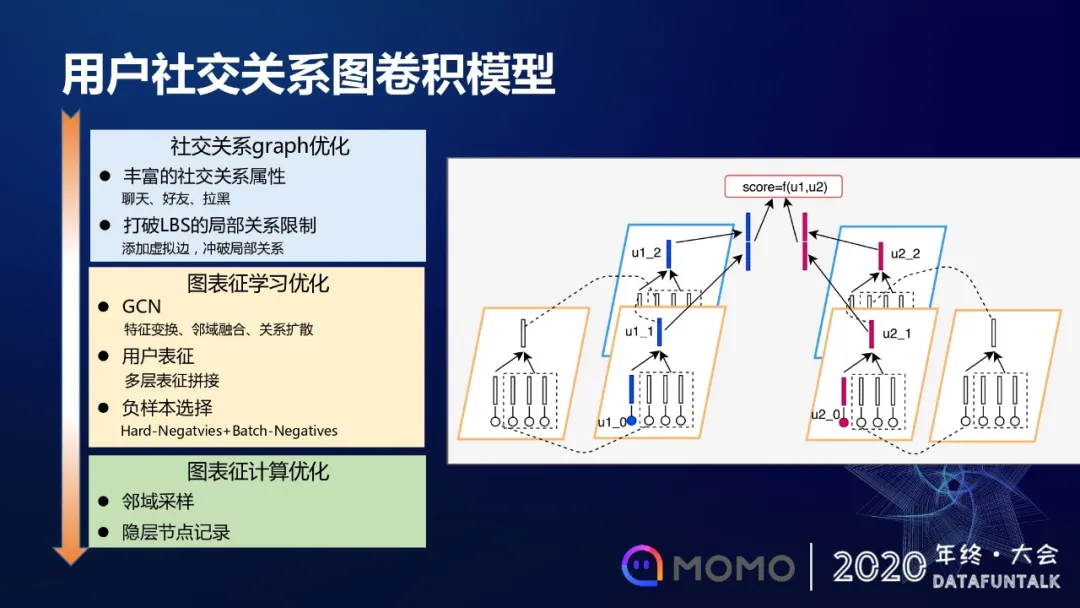 用户社交关系图卷积模型
社交关系graph优化
● 丰富的社交关系属性
聊天、好友、拉黑
● 打破LBS的局部关系限制
添加虚拟边，冲破局部关系
图表征学习优化
● GCN
特征变换、邻域融合、关系扩散
● 用户表征
多层表征拼接
● 负样本选择
Hard-Negatvies+Batch-Negatives
图表征计算优化
● 邻域采样
● 隐层节点记录
score=f(u1,u2)
u1_2
u2_2
u1_1
u2_1
u1_0
u2_0
MOMO
2020 年终·大会
DATAFUNTALK